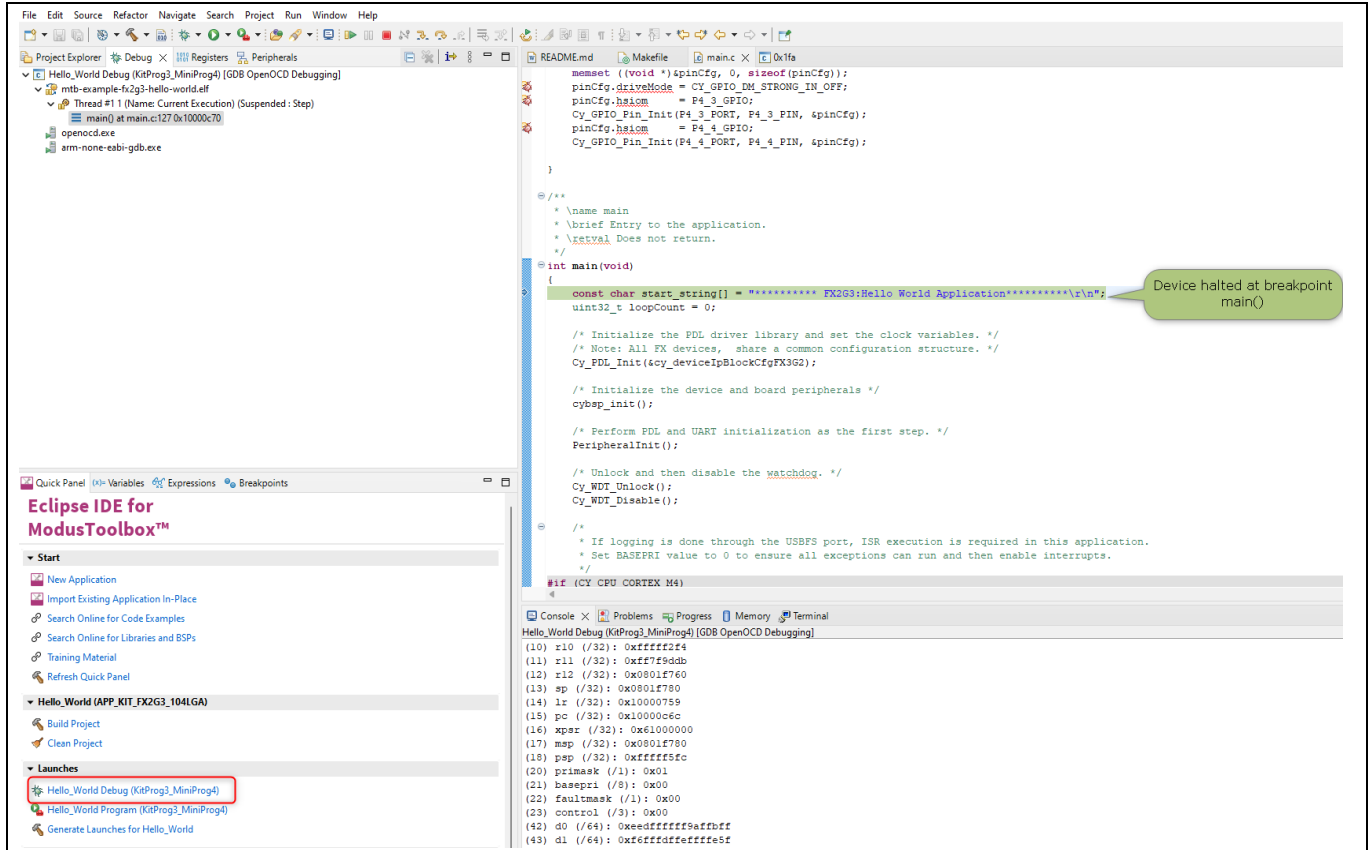 File Edit Source Refactor Navigate Search Project Run Window Help
Project Explorer Debug Registers Peripherals
Hello_World Debug (KitProg3_MiniProg4) [GDB OpenOCD Debugging]
mtb-example-fx2g3-hello-world.elf
Thread #1 1 (Name: Current Execution) (Suspended : Step)
main() at main.c:127 0x10000c70
openocd.exe
arm-none-eabi-gdb.exe
README.md Makefile main.c 0x1fa
memset ((void *)&pinCfg, 0, sizeof(pinCfg));
pinCfg.driveMode = CY_GPIO_DM_STRONG_IN_OFF;
pinCfg.hsiom = P4_3_GPIO;
Cy_GPIO_Pin_Init(P4_3_PORT, P4_3_PIN, &pinCfg);
pinCfg.hsiom = P4_4_GPIO;
Cy_GPIO_Pin_Init(P4_4_PORT, P4_4_PIN, &pinCfg);
}
/**
* \name main
* \brief Entry to the application.
* \retval Does not return.
*/
int main(void)
{
const char start_string[] = "********** FX2G3:Hello World Application**********\r\n";
uint32_t loopCount = 0;
/* Initialize the PDL driver library and set the clock variables. */
/* Note: All FX devices, share a common configuration structure. */
Cy_PDL_Init(&cy_deviceIpBlockCfgFX3G2);
/* Initialize the device and board peripherals */
cybsp_init();
/* Perform PDL and UART initialization as the first step. */
PeripheralInit();
/* Unlock and then disable the watchdog. */
Cy_WDT_Unlock();
Cy_WDT_Disable();
/*
* If logging is done through the USBFS port, ISR execution is required in this application.
* Set BASEPRI value to 0 to ensure all exceptions can run and then enable interrupts.
*/
#if (CY_CPU_CORTEX_M4)
Device halted at breakpoint
main()
Quick Panel (x)= Variables Expressions Breakpoints
Eclipse IDE for
ModusToolbox™
Start
New Application
Import Existing Application In-Place
Search Online for Code Examples
Search Online for Libraries and BSPs
Training Material
Refresh Quick Panel
Hello_World (APP_KIT_FX2G3_104LGA)
Build Project
Clean Project
Launches
Hello_World Debug (KitProg3_MiniProg4)
Hello_World Program (KitProg3_MiniProg4)
Generate Launches for Hello_World
Console Problems Progress Memory Terminal
Hello_World Debug (KitProg3_MiniProg4) [GDB OpenOCD Debugging]
(10) r10 (/32): 0xfffff2f4
(11) r11 (/32): 0xff7f9ddb
(12) r12 (/32): 0x0801f760
(13) sp (/32): 0x0801f780
(14) lr (/32): 0x10000759
(15) pc (/32): 0x10000c6c
(16) xpsr (/32): 0x61000000
(17) msp (/32): 0x0801f780
(18) psp (/32): 0xfffff5fc
(20) primask (/1): 0x01
(21) basepri (/8): 0x00
(22) faultmask (/1): 0x00
(23) control (/3): 0x00
(42) d0 (/64): 0xeedffffff9affbff
(43) d1 (/64): 0xf6fffdffeffffe5f